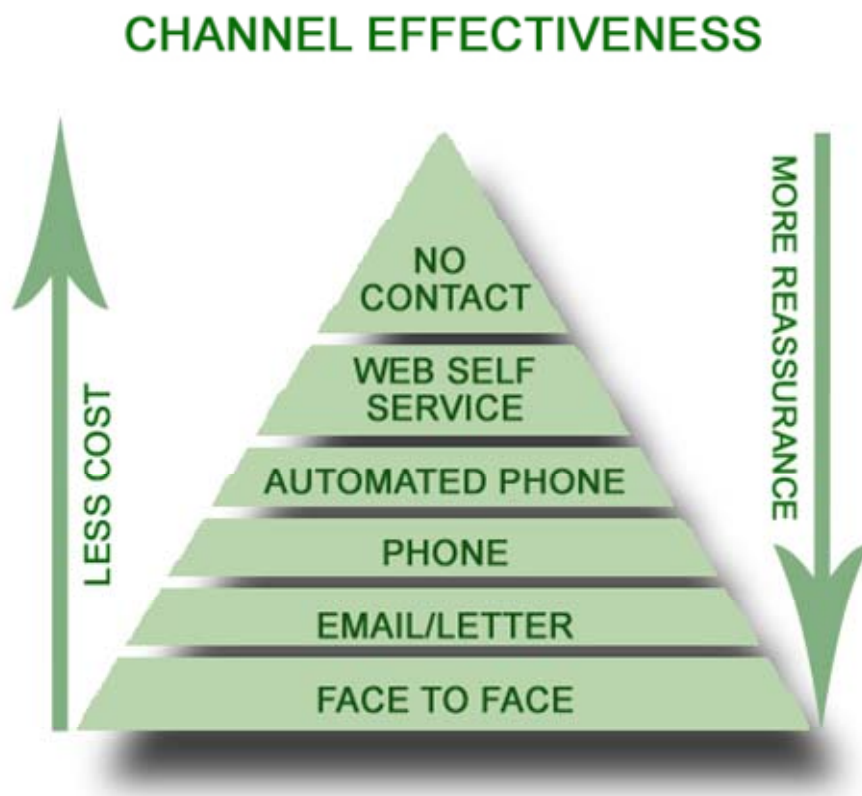 CHANNEL EFFECTIVENESS
NO
CONTACT
WEB SELF
SERVICE
AUTOMATED PHONE
PHONE
EMAIL/LETTER
FACE TO FACE
LESS COST
MORE REASSURANCE